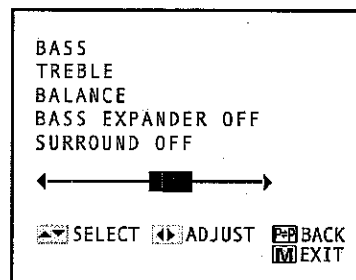 BASS
TREBLE
BALANCE
BASS EXPANDER OFF
SURROUND OFF
SELECT ADJUST P÷P BACK
M EXIT